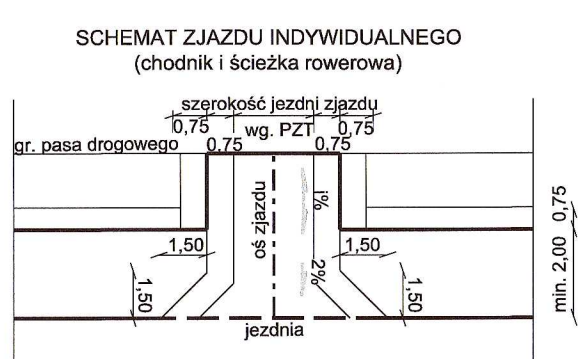 SCHEMAT ZJAZDU INDYWIDUALNEGO
(chodnik i ścieżka rowerowa)
szerokość jezdni zjazdu
0,75 wg. PZT 0,75
gr. pasa drogowego 0,75 0,75
oś zjazdu
i%
2%
1,50 1,50
1,50 1,50
0,75
min. 2,00
jezdnia